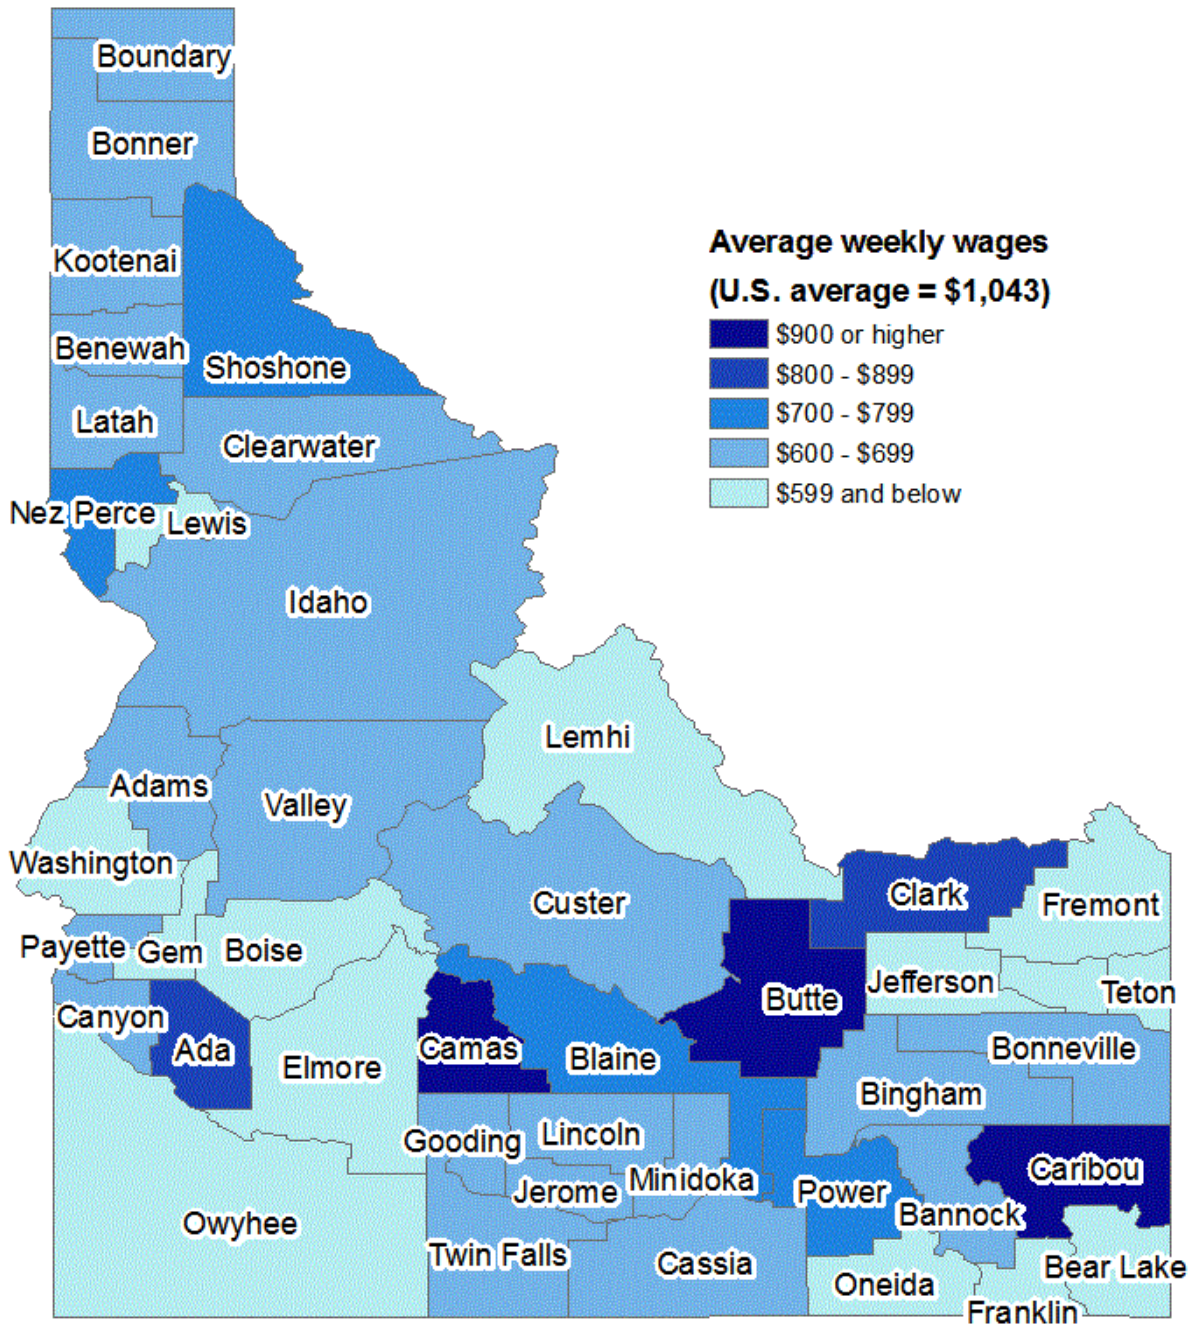 Boundary
Bonner
Kootenai
Average weekly wages
(U.S. average = $1,043)
$900 or higher
$800 - $899
$700 - $799
$600 - $699
$599 and below
Benewah
Shoshone
Latah
Clearwater
Nez Perce
Lewis
Idaho
Lemhi
Adams
Valley
Washington
Custer
Clark
Fremont
Payette
Gem
Boise
Jefferson
Teton
Butte
Canyon
Ada
Elmore
Camas
Blaine
Bonneville
Bingham
Gooding
Lincoln
Jerome
Minidoka
Power
Caribou
Bannock
Owyhee
Twin Falls
Cassia
Oneida
Bear Lake
Franklin